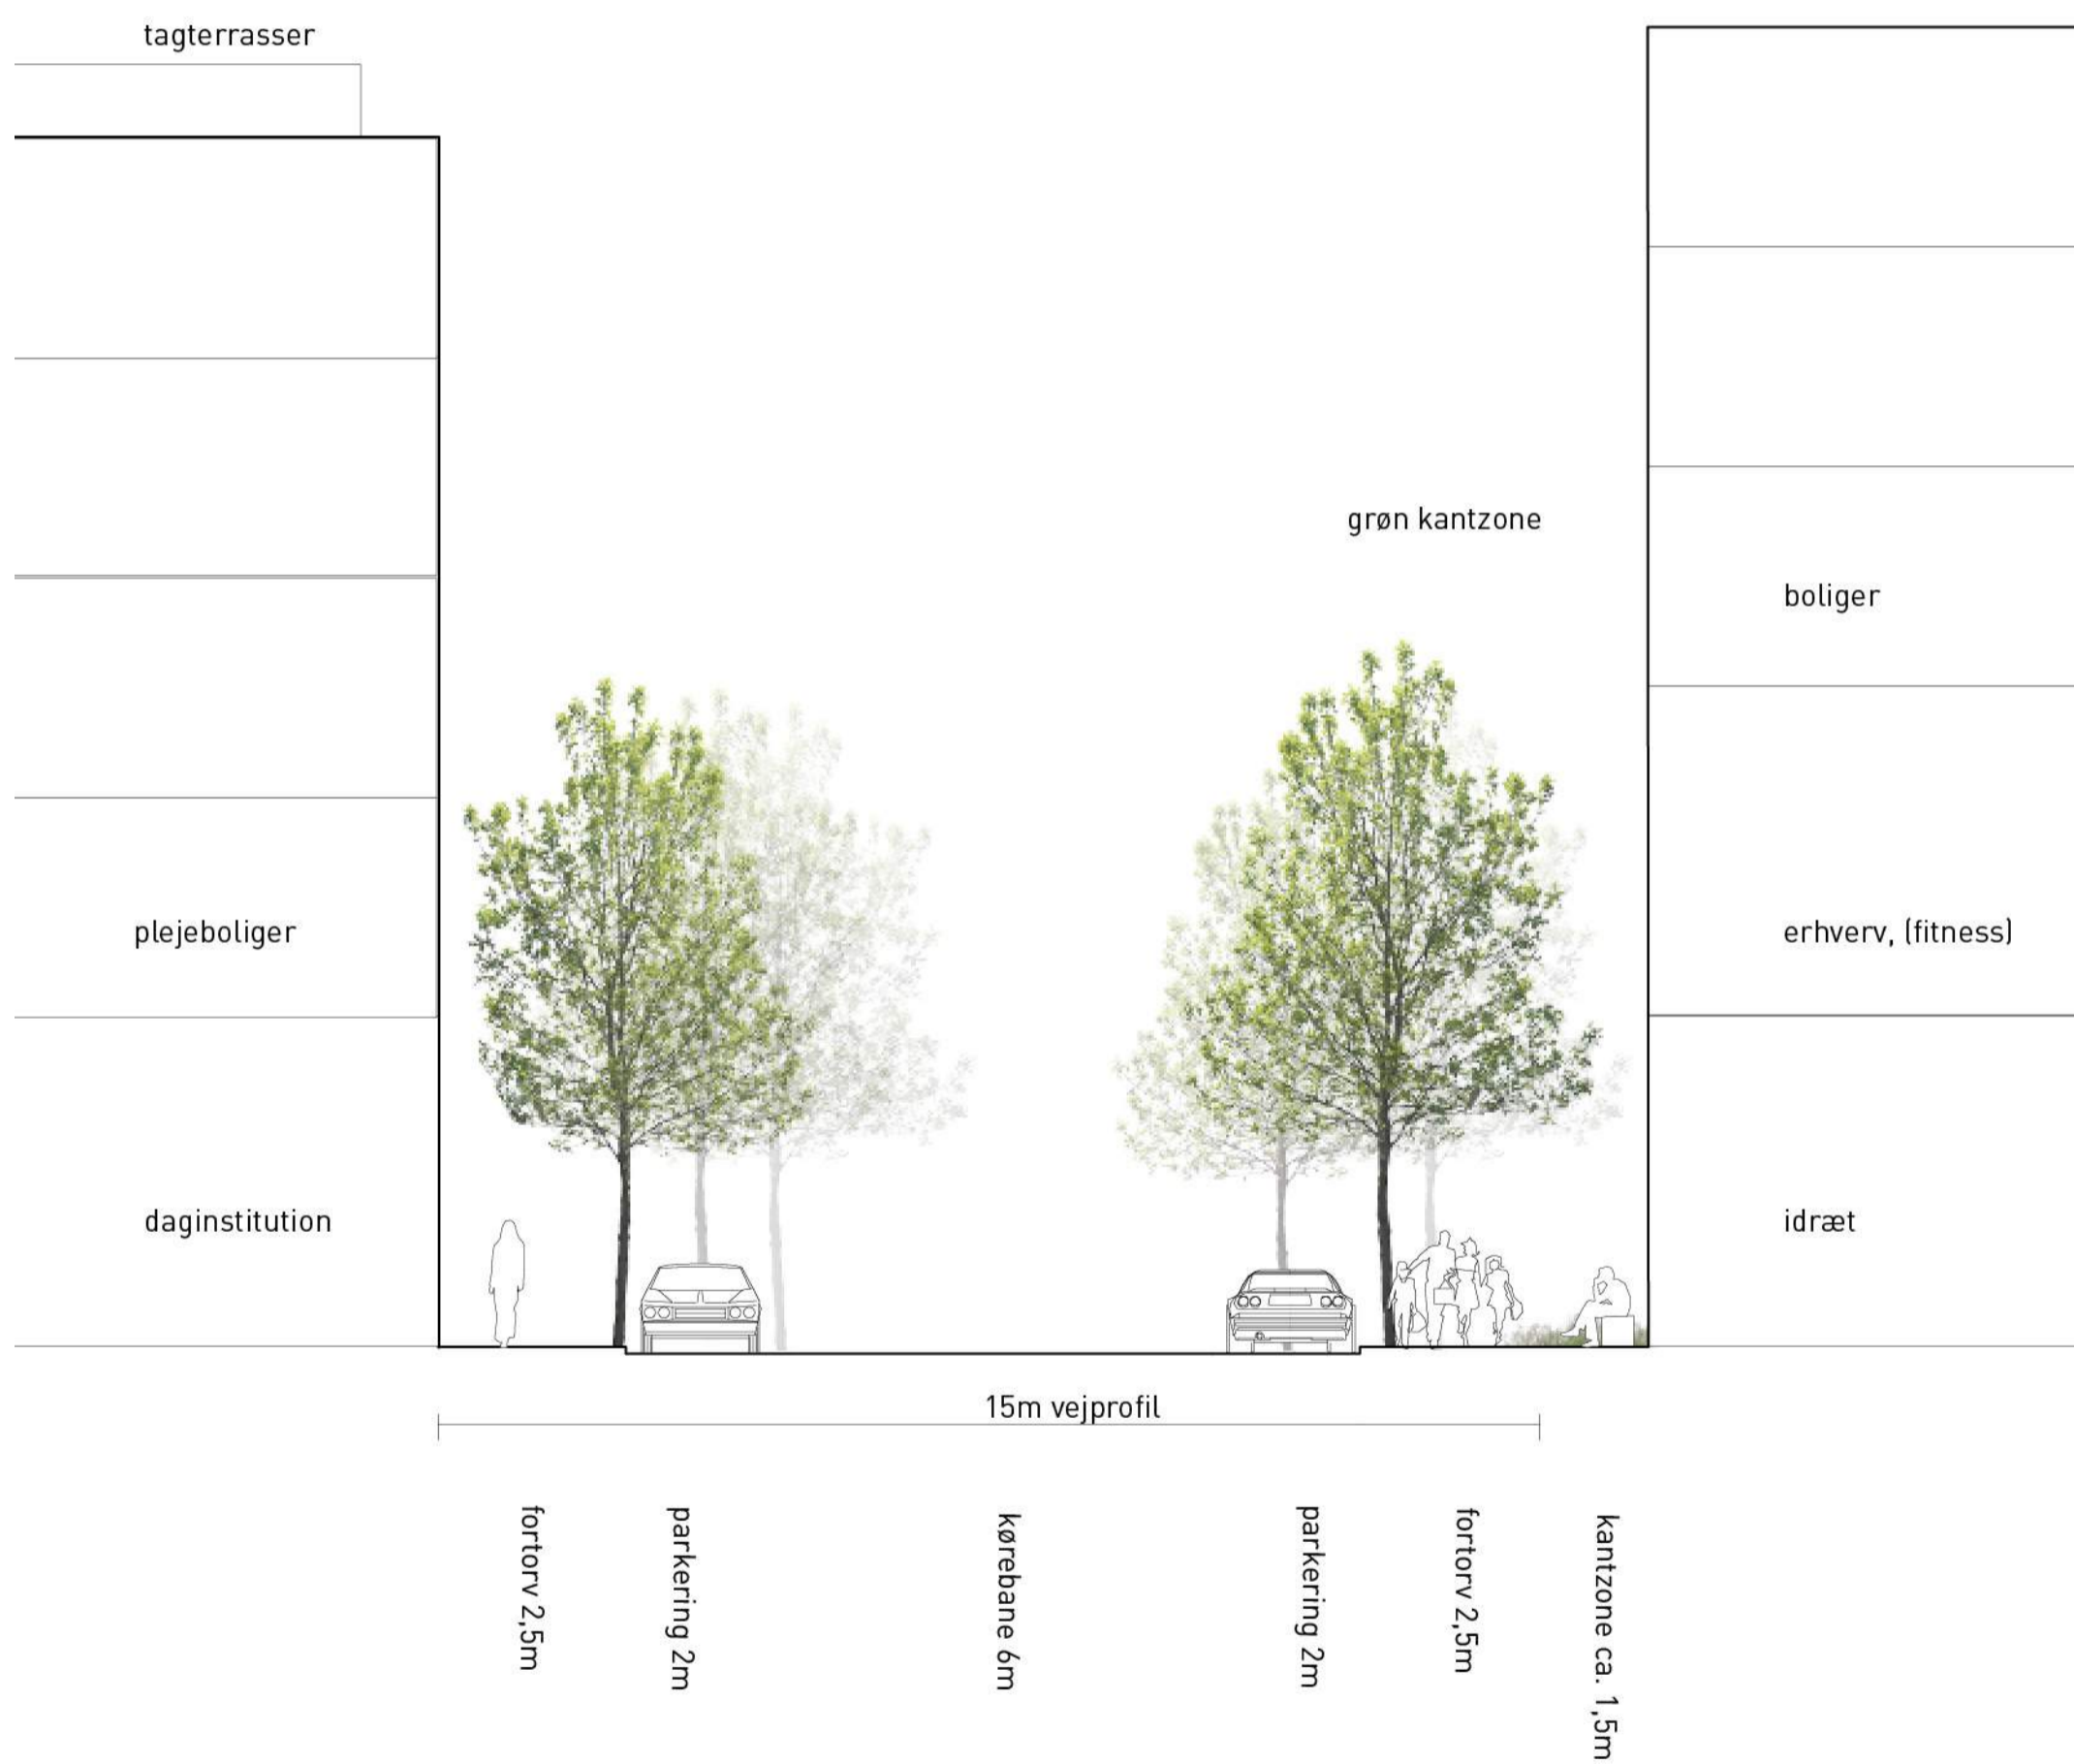 tagterrasser
grøn kantzone
boliger
plejeboliger
erhverv, (fitness)
daginstitution
idræt
15m vejprofil
fortorv 2,5m
parkering 2m
kørebane 6m
parkering 2m
fortorv 2,5m
kantzone ca. 1,5m